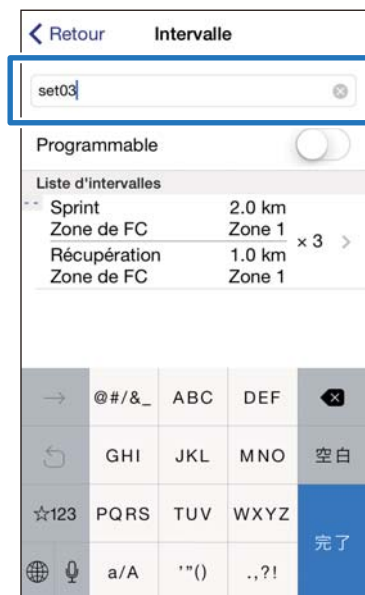 Retour Intervalle
set03
Programmable
Liste d'intervalles
-- Sprint 2.0 km
Zone de FC Zone 1
× 3
Récupération 1.0 km
Zone de FC Zone 1
→ @#/&_ ABC DEF
GHI JKL MNO 空白
☆123 PQRS TUV WXYZ
完了
a/A '"() .,?!